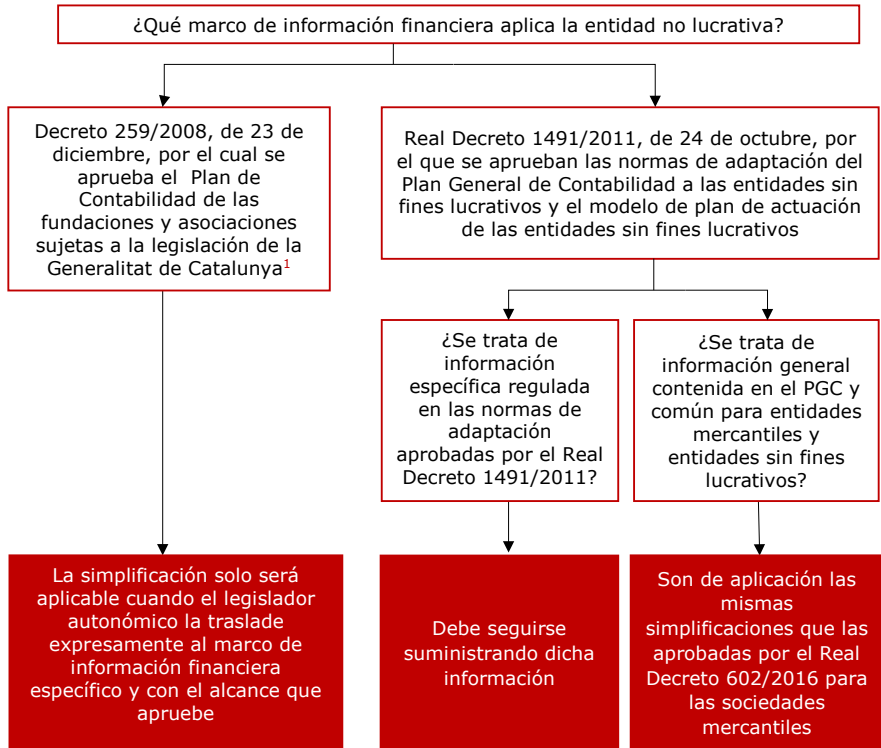 ¿Qué marco de información financiera aplica la entidad no lucrativa?
Decreto 259/2008, de 23 de
diciembre, por el cual se
aprueba el Plan de
Contabilidad de las
fundaciones y asociaciones
sujetas a la legislación de la
Generalitat de Catalunya1
Real Decreto 1491/2011, de 24 de octubre, por
el que se aprueban las normas de adaptación del
Plan General de Contabilidad a las entidades sin
fines lucrativos y el modelo de plan de actuación
de las entidades sin fines lucrativos
¿Se trata de
información
específica regulada
en las normas de
adaptación
aprobadas por el Real
Decreto 1491/2011?
¿Se trata de
información general
contenida en el PGC y
común para entidades
mercantiles y
entidades sin fines
lucrativos?
La simplificación solo será
aplicable cuando el legislador
autonómico la traslade
expresamente al marco de
información financiera
específico y con el alcance que
apruebe
Debe seguirse
suministrando dicha
información
Son de aplicación las
mismas
simplificaciones que las
aprobadas por el Real
Decreto 602/2016 para
las sociedades
mercantiles